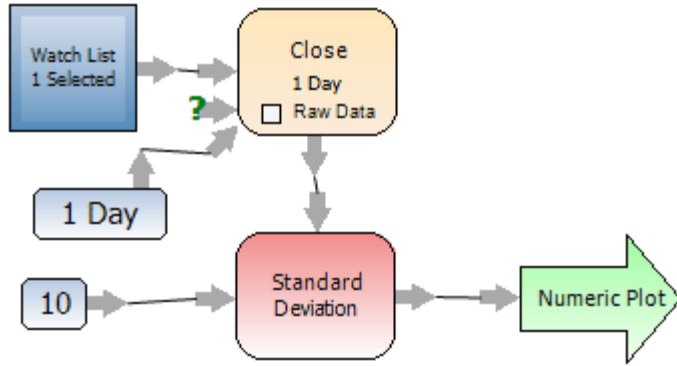 Watch List
1 Selected
Close
1 Day
Raw Data
?
1 Day
10
Standard
Deviation
Numeric Plot